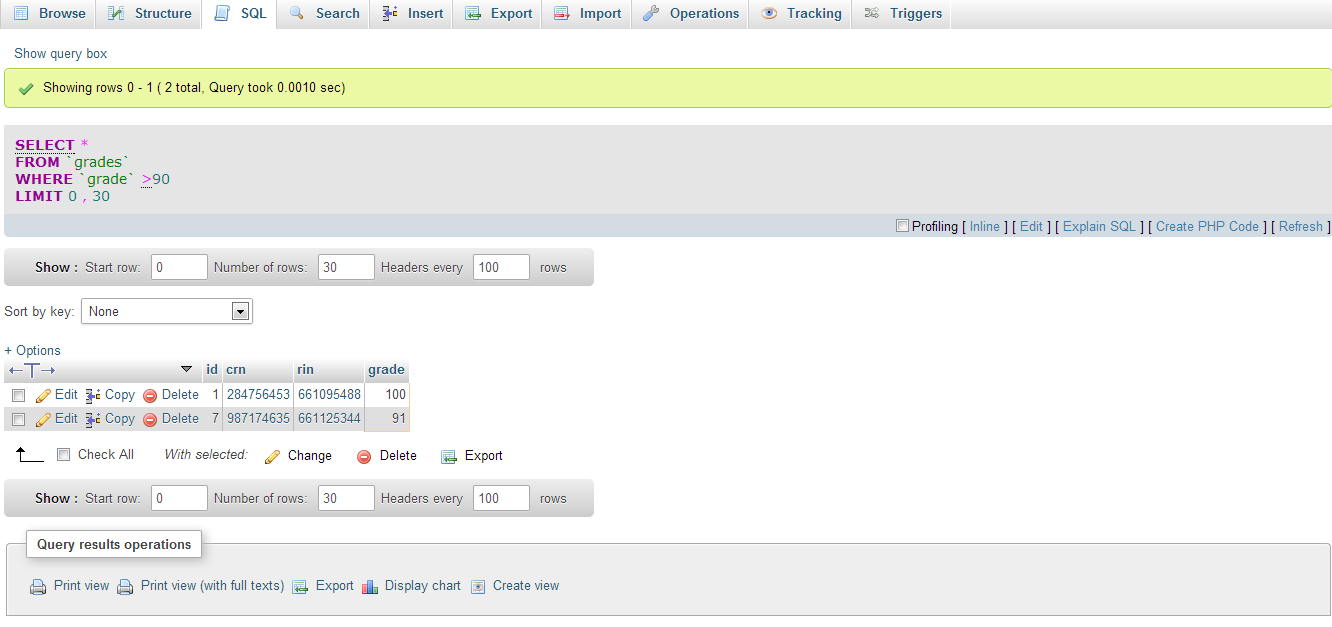 Browse Structure SQL Search Insert Export Import Operations Tracking Triggers
Show query box
Showing rows 0 - 1 ( 2 total, Query took 0.0010 sec)
SELECT *
FROM `grades`
WHERE `grade` >90
LIMIT 0 , 30
Profiling [ Inline ] [ Edit ] [ Explain SQL ] [ Create PHP Code ] [ Refresh ]
Show : Start row: 0 Number of rows: 30 Headers every 100 rows
Sort by key: None
+ Options
←T→ id crn rin grade
Edit Copy Delete 1 284756453 661095488 100
Edit Copy Delete 7 987174635 661125344 91
Check All With selected: Change Delete Export
Show : Start row: 0 Number of rows: 30 Headers every 100 rows
Query results operations
Print view Print view (with full texts) Export Display chart Create view